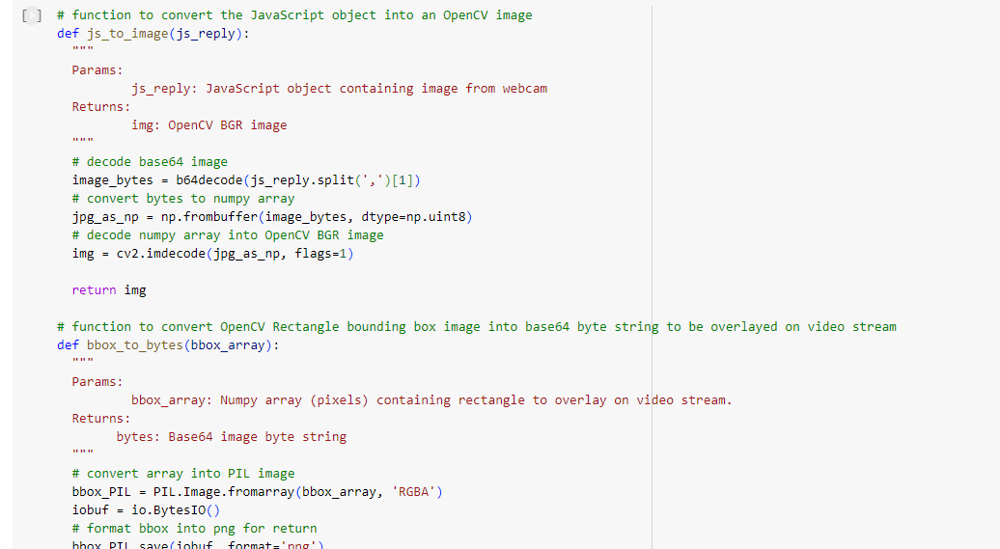 [ ] # function to convert the JavaScript object into an OpenCV image
def js_to_image(js_reply):
  """
  Params:
          js_reply: JavaScript object containing image from webcam
  Returns:
          img: OpenCV BGR image
  """
  # decode base64 image
  image_bytes = b64decode(js_reply.split(',')[1])
  # convert bytes to numpy array
  jpg_as_np = np.frombuffer(image_bytes, dtype=np.uint8)
  # decode numpy array into OpenCV BGR image
  img = cv2.imdecode(jpg_as_np, flags=1)

  return img

# function to convert OpenCV Rectangle bounding box image into base64 byte string to be overlayed on video stream
def bbox_to_bytes(bbox_array):
  """
  Params:
          bbox_array: Numpy array (pixels) containing rectangle to overlay on video stream.
  Returns:
        bytes: Base64 image byte string
  """
  # convert array into PIL image
  bbox_PIL = PIL.Image.fromarray(bbox_array, 'RGBA')
  iobuf = io.BytesIO()
  # format bbox into png for return
  bbox_PIL.save(iobuf, format='png')